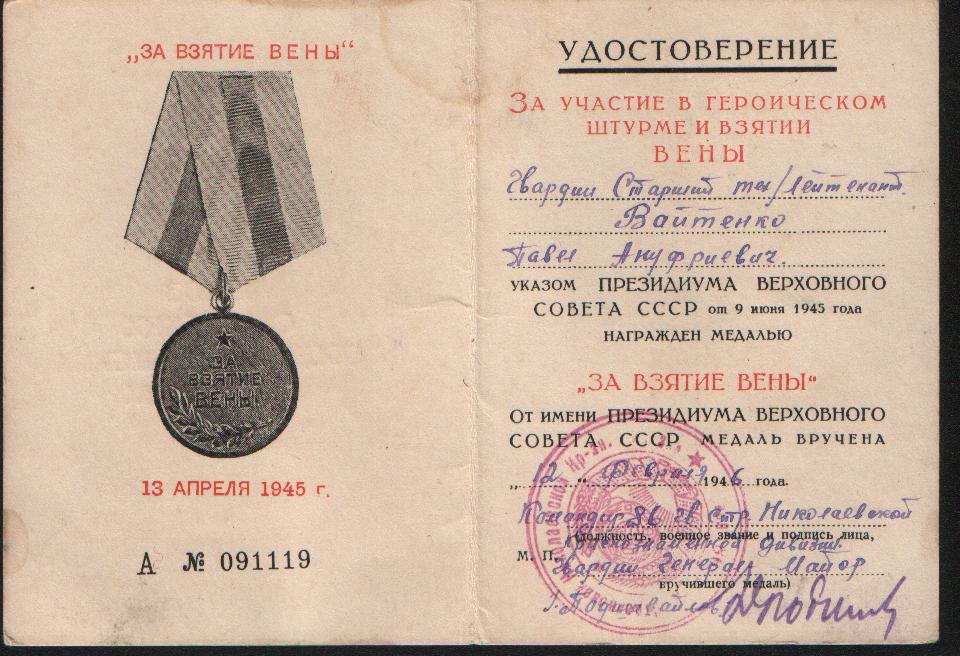 „ЗА ВЗЯТИЕ ВЕНЫ“
ЗА
ВЗЯТИЕ
ВЕНЫ
13 АПРЕЛЯ 1945 г.
А № 091119
УДОСТОВЕРЕНИЕ
ЗА УЧАСТИЕ В ГЕРОИЧЕСКОМ
ШТУРМЕ И ВЗЯТИИ
ВЕНЫ
Гвардии Старший тех/Лейтенант
Вайтенко
Павел Ануфриевич.
УКАЗОМ ПРЕЗИДИУМА ВЕРХОВНОГО
СОВЕТА СССР от 9 июня 1945 года
НАГРАЖДЕН МЕДАЛЬЮ
„ЗА ВЗЯТИЕ ВЕНЫ“
ОТ ИМЕНИ ПРЕЗИДИУМА ВЕРХОВНОГО
СОВЕТА СССР МЕДАЛЬ ВРУЧЕНА
„12“ Февраля 1946 года.
Командир 86 гв Стр Николаевской
(должность, военное звание и подпись лица,
Краснознаменной дивизии.
М. П.
Гвардии Генерал Майор
вручившего медаль)